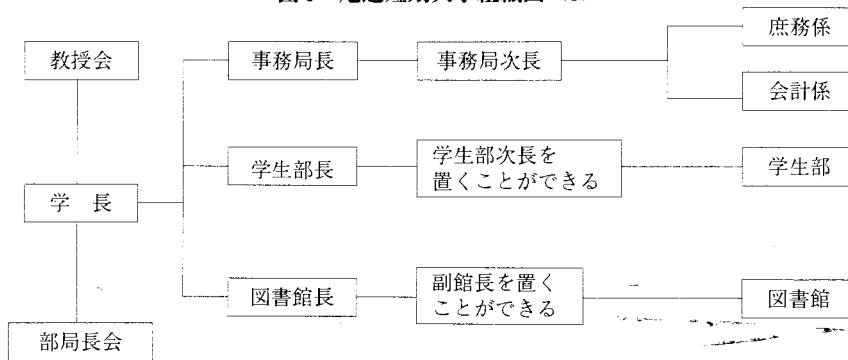 庶務係
教授会
事務局長
事務局次長
会計係
学生部長
学生部次長を
置くことができる
学生部
学 長
図書館長
副館長を置く
ことができる
図書館
部局長会